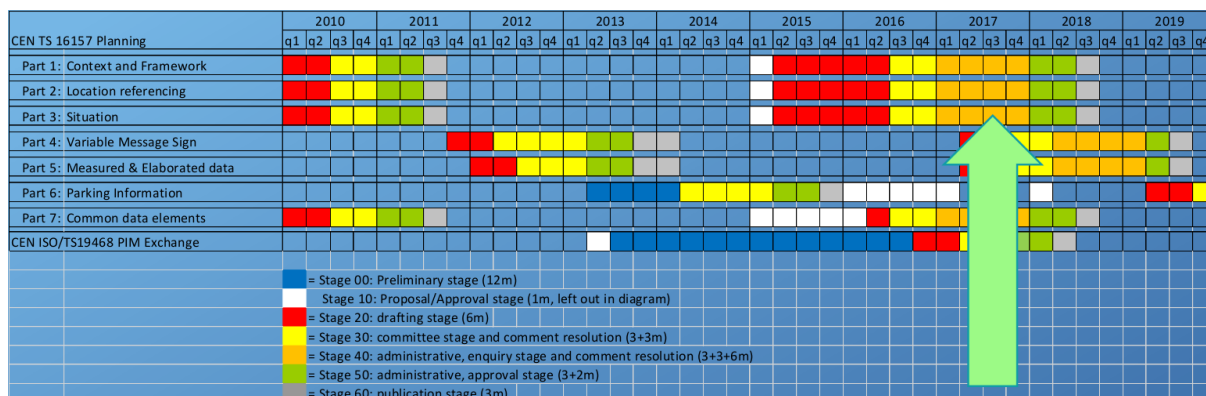 2010 2011 2012 2013 2014 2015 2016 2017 2018 2019
CEN TS 16157 Planning q1 q2 q3 q4 q1 q2 q3 q4 q1 q2 q3 q4 q1 q2 q3 q4 q1 q2 q3 q4 q1 q2 q3 q4 q1 q2 q3 q4 q1 q2 q3 q4 q1 q2 q3 q4 q1 q2 q3
Part 1: Context and Framework
Part 2: Location referencing
Part 3: Situation
Part 4: Variable Message Sign
Part 5: Measured & Elaborated data
Part 6: Parking Information
Part 7: Common data elements
CEN ISO/TS19468 PIM Exchange
= Stage 00: Preliminary stage (12m)
Stage 10: Proposal/Approval stage (1m, left out in diagram)
= Stage 20: drafting stage (6m)
= Stage 30: committee stage and comment resolution (3+3m)
= Stage 40: administrative, enquiry stage and comment resolution (3+3+6m)
= Stage 50: administrative, approval stage (3+2m)
= Stage 60: publication stage (3m)